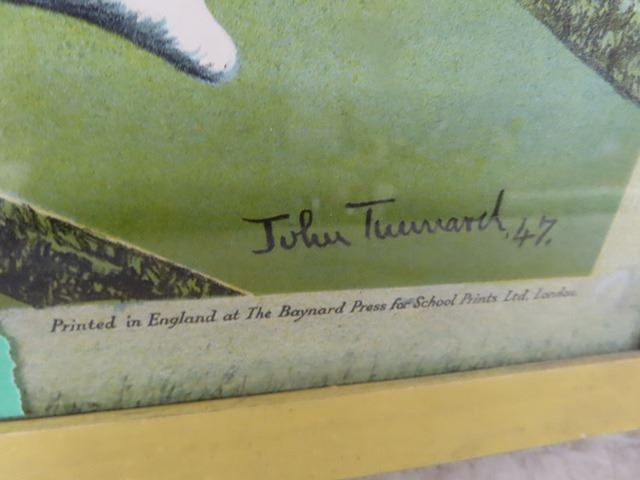 John Tunnard, 47.
Printed in England at The Baynard Press for School Prints Ltd, London.